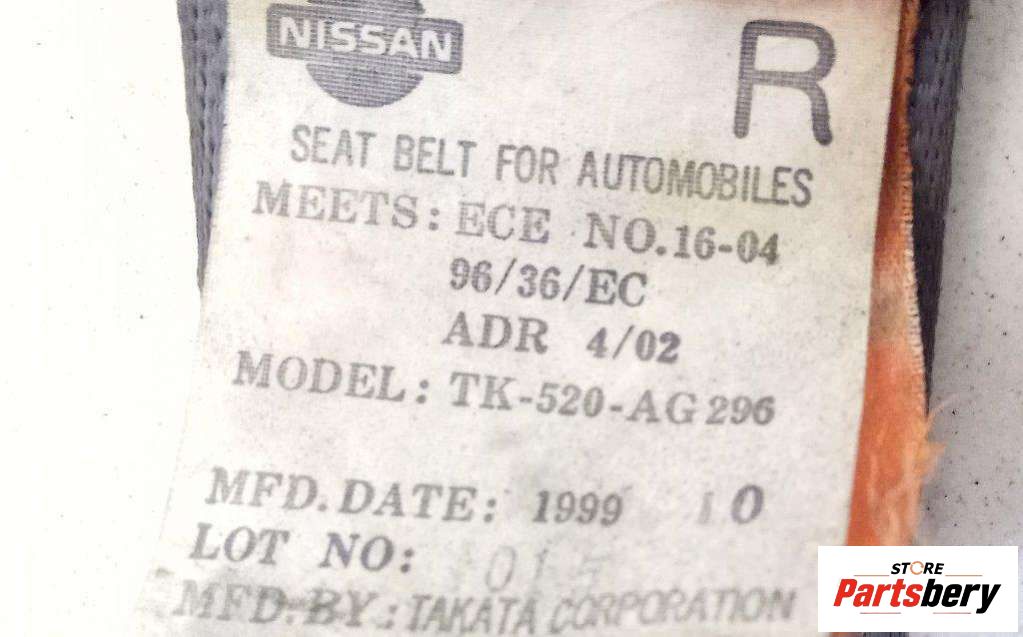 NISSAN
R
SEAT BELT FOR AUTOMOBILES
MEETS: ECE NO.16-04
96/36/EC
ADR 4/02
MODEL: TK-520-AG296
MFD.DATE: 1999 10
LOT NO:
MFD.BY.: TAKATA CORPORATION
STORE
Partsbery